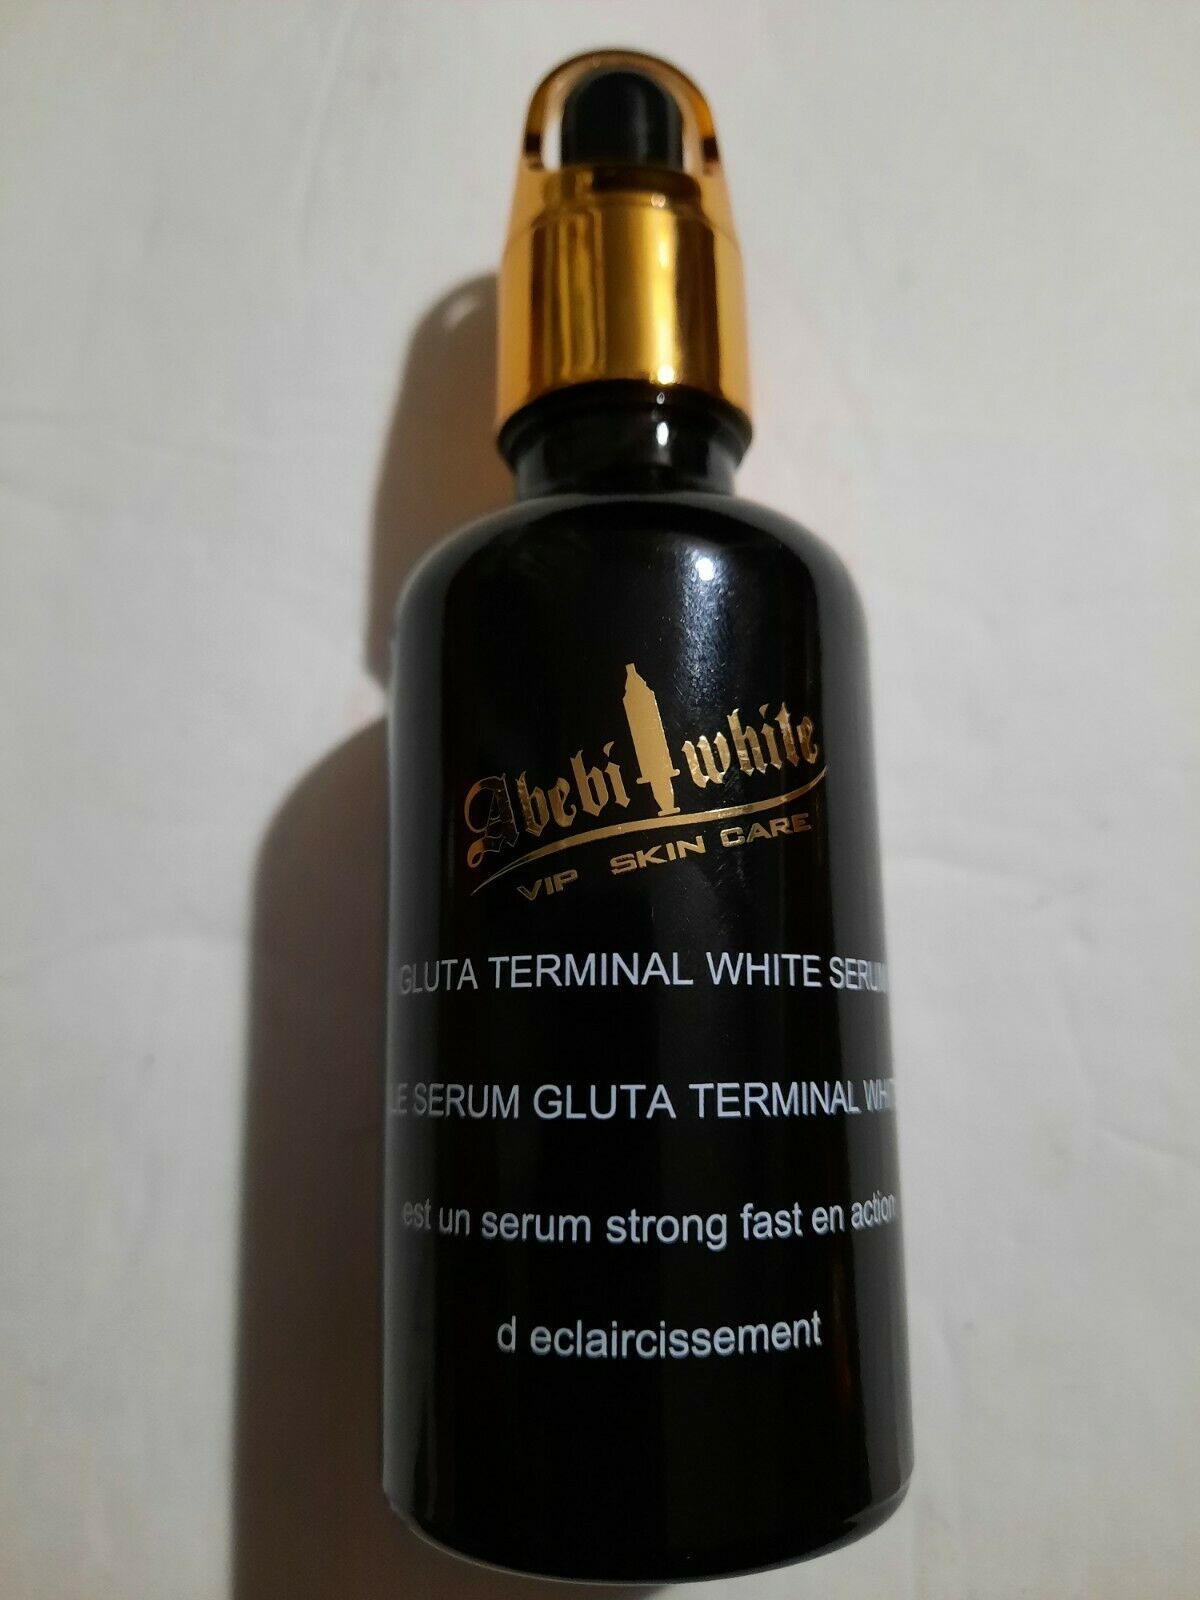 Abebi white
VIP SKIN CARE
GLUTA TERMINAL WHITE SERUM
LE SERUM GLUTA TERMINAL WHITE
est un serum strong fast en action
d eclaircissement